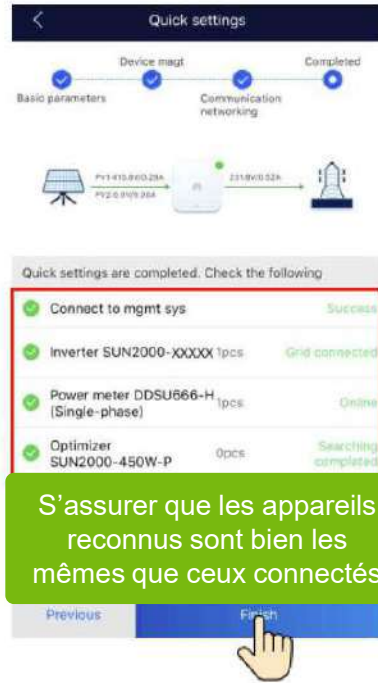 Quick settings
Device magt
Completed
Basic parameters
Communication
networking
Quick settings are completed. Check the following
Connect to mgmt sys
Success
Inverter SUN2000-XXXXX 1pcs
Grid connected
Power meter DDSU666-H 1pcs
(Single-phase)
Online
Optimizer
SUN2000-450W-P
0pcs
Searching
completed
S'assurer que les appareils
reconnus sont bien les
mêmes que ceux connectés
Previous
Finish